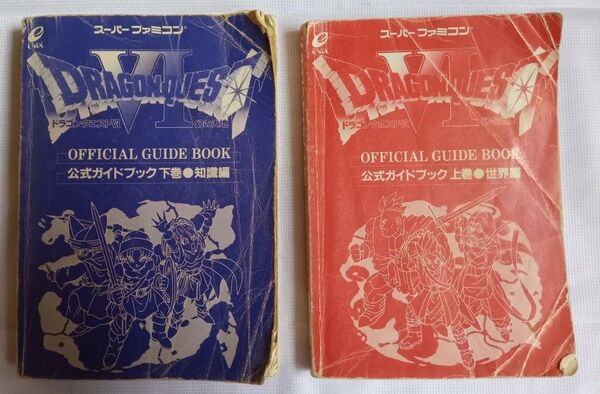 スーパーファミコン
ENIX
DRAGON QUEST
VI
ドラゴンクエストVI 幻の大地
OFFICIAL GUIDE BOOK
公式ガイドブック 下巻●知識編
スーパーファミコン
ENIX
DRAGON QUEST
VI
ドラゴンクエストVI
OFFICIAL GUIDE BOOK
公式ガイドブック 上巻●世界編